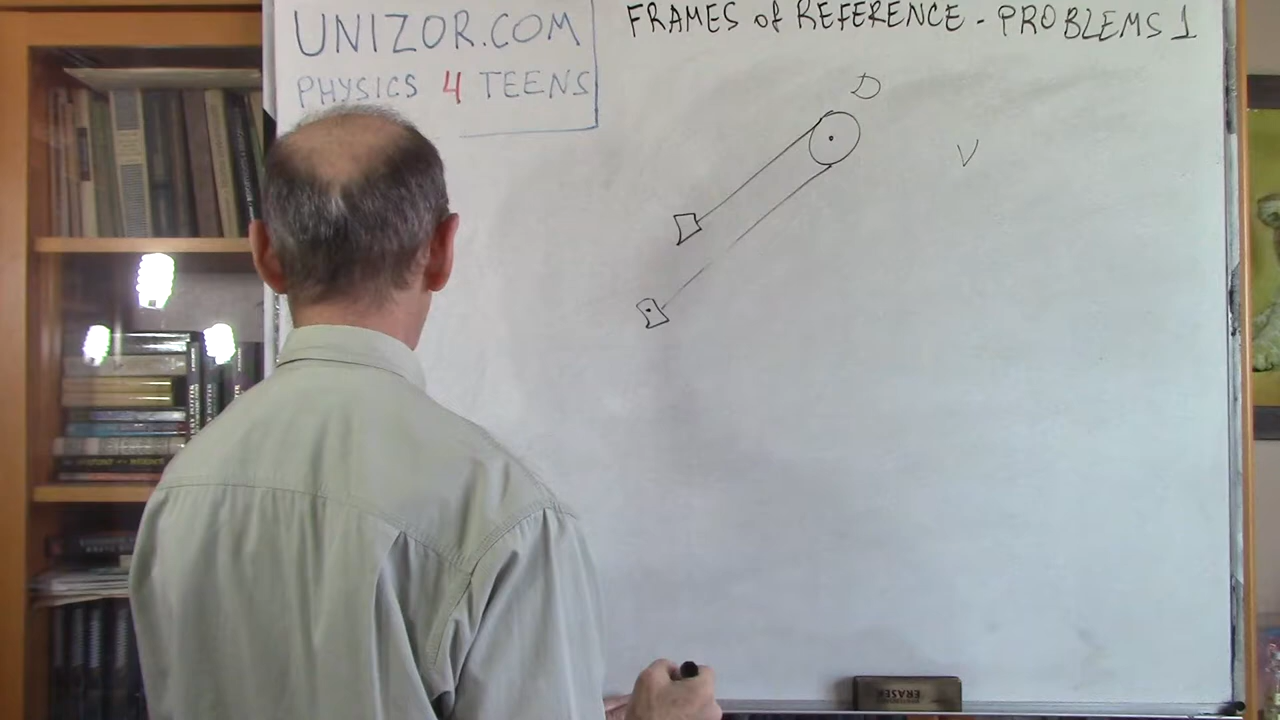 UNIZOR.COM
PHYSICS 4 TEENS
FRAMES of REFERENCE - PROBLEMS 1
D
V
ERASER